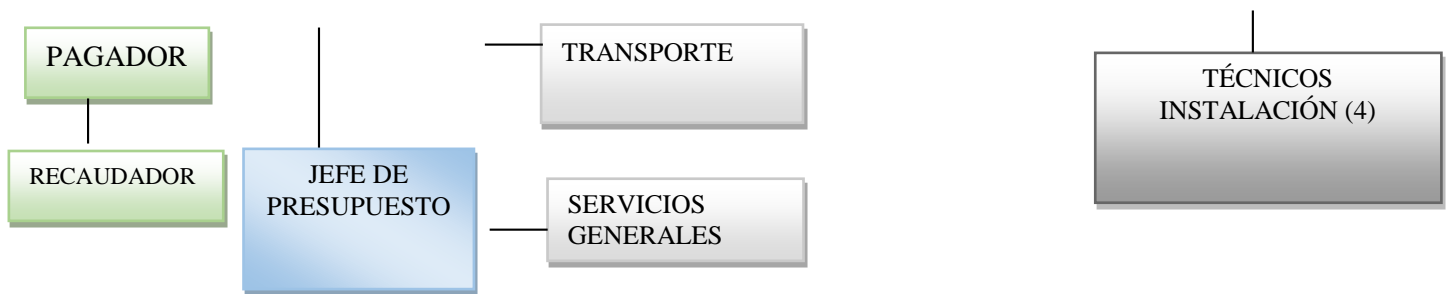 PAGADOR
RECAUDADOR
JEFE DE
PRESUPUESTO
TRANSPORTE
SERVICIOS
GENERALES
TÉCNICOS
INSTALACIÓN (4)